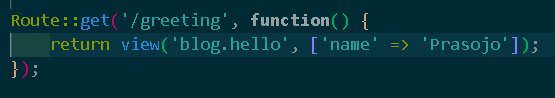 Route::get('/greeting', function() {
    return view('blog.hello', ['name' => 'Prasojo']);
});